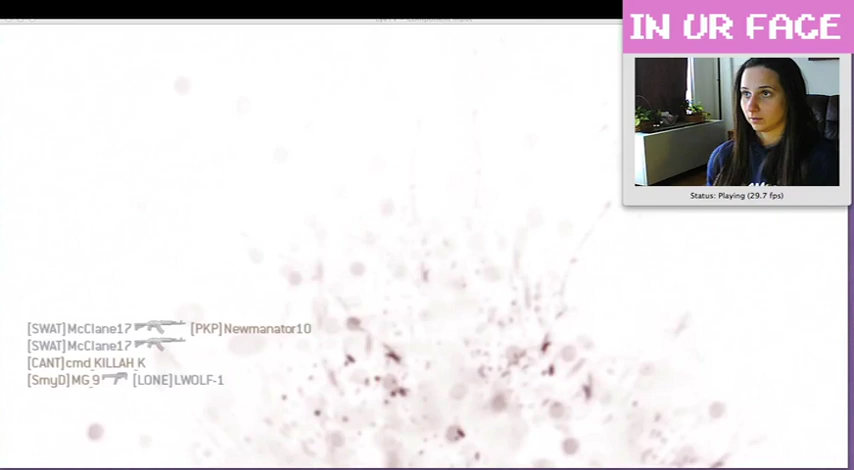 IN UR FACE
Status: Playing (29.7 fps)
[SWAT]McClane17 [PKP]Newmanator10
[SWAT]McClane17
[CANT]cmd KILLAH K
[SmyD]MG 9 [LONE]LWOLF-1